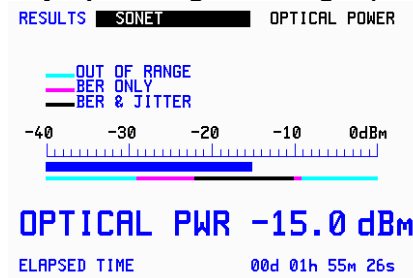 RESULTS SONET OPTICAL POWER
OUT OF RANGE
BER ONLY
BER & JITTER
-40 -30 -20 -10 0dBm
OPTICAL PWR -15.0 dBm
ELAPSED TIME 00d 01h 55m 26s